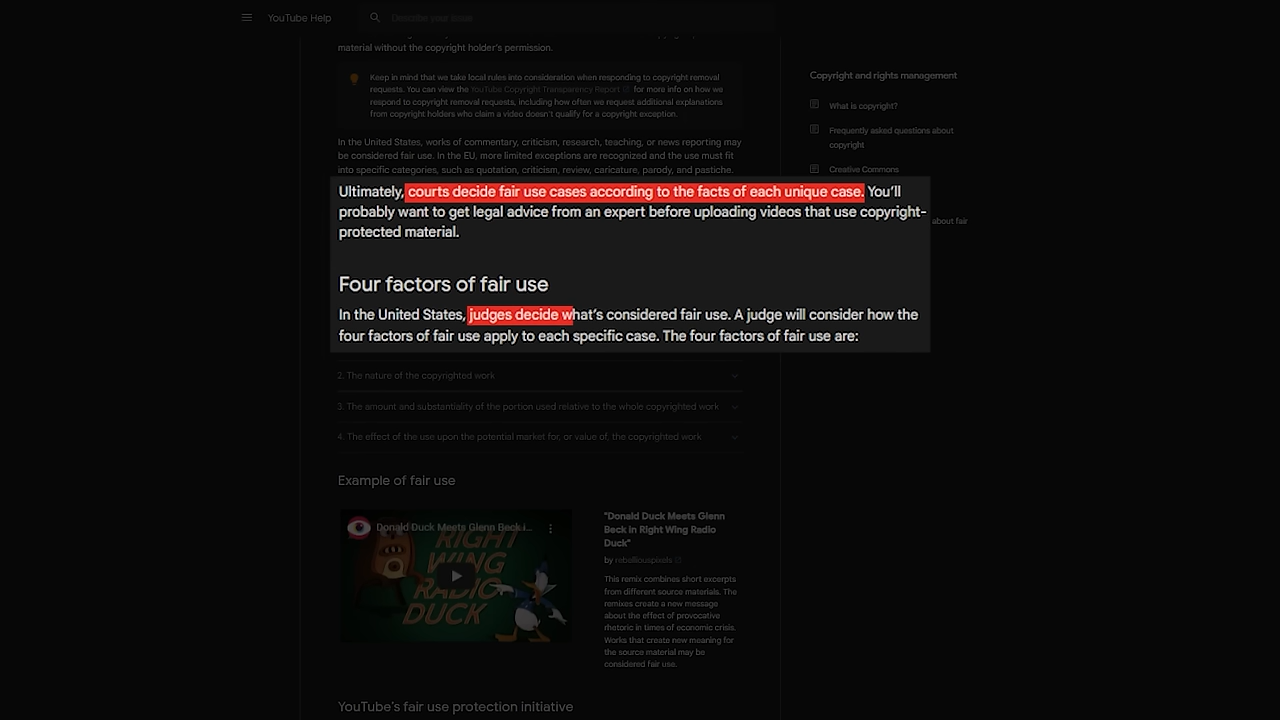 YouTube Help
Describe your issue
material without the copyright holder's permission.
Keep in mind that we take local rules into consideration when responding to copyright removal
requests. You can view the YouTube Copyright Transparency Report for more info on how we
respond to copyright removal requests, including how often we request additional explanations
from copyright holders who claim a video doesn't qualify for a copyright exception.
In the United States, works of commentary, criticism, research, teaching, or news reporting may
be considered fair use. In the EU, more limited exceptions are recognized and the use must fit
into specific categories, such as quotation, criticism, review, caricature, parody, and pastiche.
Ultimately, courts decide fair use cases according to the facts of each unique case. You'll
probably want to get legal advice from an expert before uploading videos that use copyright-
protected material.
Four factors of fair use
In the United States, judges decide what's considered fair use. A judge will consider how the
four factors of fair use apply to each specific case. The four factors of fair use are:
2. The nature of the copyrighted work
3. The amount and substantiality of the portion used relative to the whole copyrighted work
4. The effect of the use upon the potential market for, or value of, the copyrighted work
Example of fair use
Donald Duck Meets Glenn Beck i...
RIGHT
WING
RADIO
DUCK
"Donald Duck Meets Glenn
Beck in Right Wing Radio
Duck"
by rebelliouspixels
This remix combines short excerpts
from different source materials. The
remixes create a new message
about the effect of provocative
rhetoric in times of economic crisis.
Works that create new meaning for
the source material may be
considered fair use.
YouTube's fair use protection initiative
Copyright and rights management
What is copyright?
Frequently asked questions about
copyright
Creative Commons
about fair